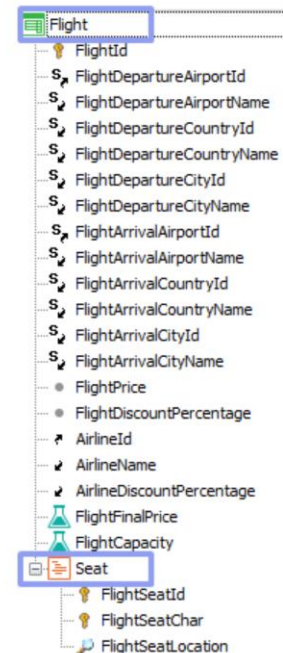 Flight
FlightId
FlightDepartureAirportId
FlightDepartureAirportName
FlightDepartureCountryId
FlightDepartureCountryName
FlightDepartureCityId
FlightDepartureCityName
FlightArrivalAirportId
FlightArrivalAirportName
FlightArrivalCountryId
FlightArrivalCountryName
FlightArrivalCityId
FlightArrivalCityName
FlightPrice
FlightDiscountPercentage
AirlineId
AirlineName
AirlineDiscountPercentage
FlightFinalPrice
FlightCapacity
Seat
FlightSeatId
FlightSeatChar
FlightSeatLocation